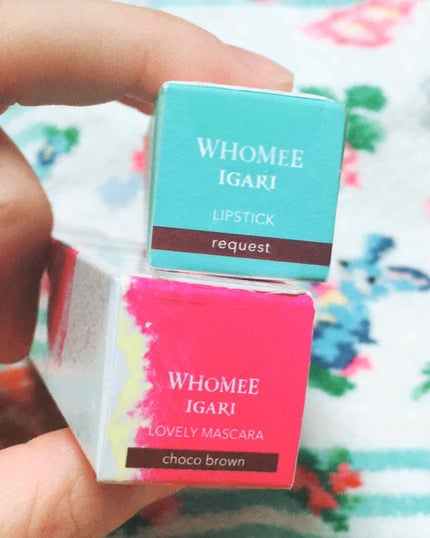 WHOMEE
IGARI
LIPSTICK
request
WHOMEE
IGARI
LOVELY MASCARA
choco brown